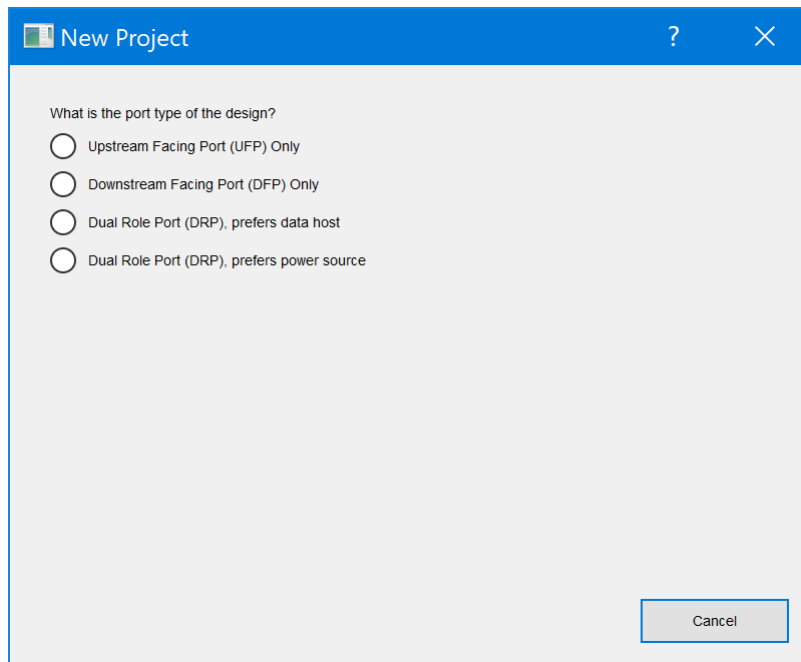 New Project
?
What is the port type of the design?
Upstream Facing Port (UFP) Only
Downstream Facing Port (DFP) Only
Dual Role Port (DRP), prefers data host
Dual Role Port (DRP), prefers power source
Cancel